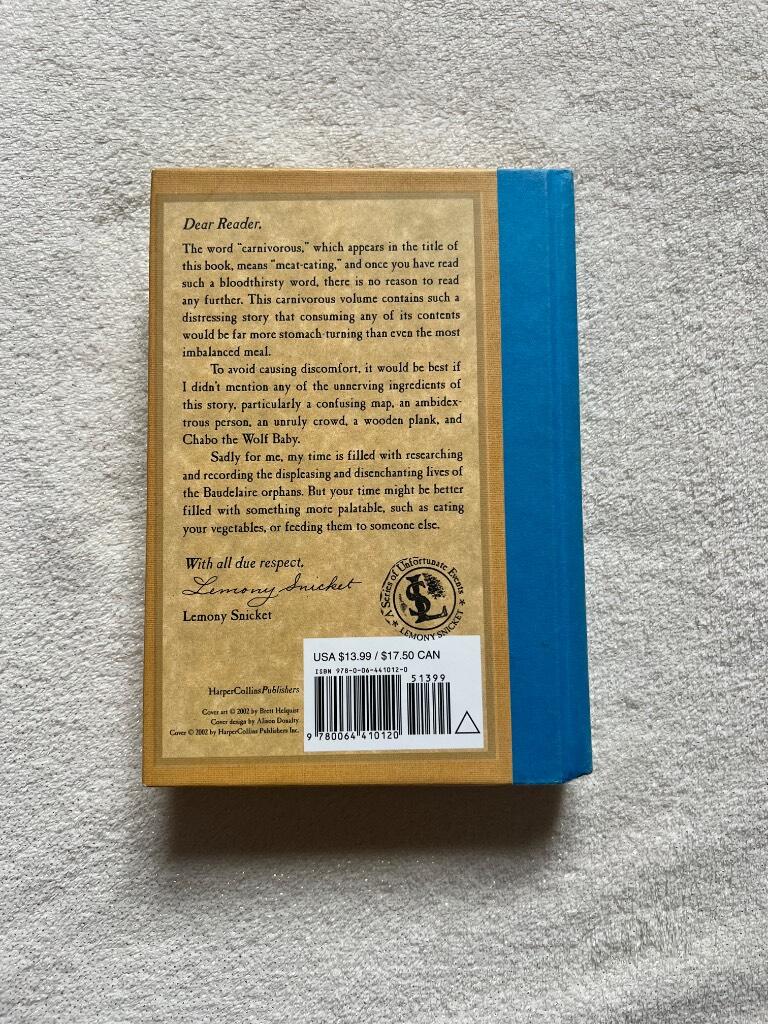 Dear Reader,
The word "carnivorous," which appears in the title of
this book, means "meat-eating," and once you have read
such a bloodthirsty word, there is no reason to read
any further. This carnivorous volume contains such a
distressing story that consuming any of its contents
would be far more stomach-turning than even the most
imbalanced meal.
To avoid causing discomfort, it would be best if
I didn't mention any of the unnerving ingredients of
this story, particularly a confusing map, an ambidex-
trous person, an unruly crowd, a wooden plank, and
Chabo the Wolf Baby.
Sadly for me, my time is filled with researching
and recording the displeasing and disenchanting lives of
the Baudelaire orphans. But your time might be better
filled with something more palatable, such as eating
your vegetables, or feeding them to someone else.
With all due respect,
Lemony Snicket
Lemony Snicket
A Series of Unfortunate Events
LS
★ LEMONY SNICKET ★
USA $13.99 / $17.50 CAN
ISBN 978-0-06-441012-0
51399
9 780064 410120
HarperCollinsPublishers
Cover art © 2002 by Brett Helquist
Cover design by Alison Donalty
Cover © 2002 by HarperCollins Publishers Inc.